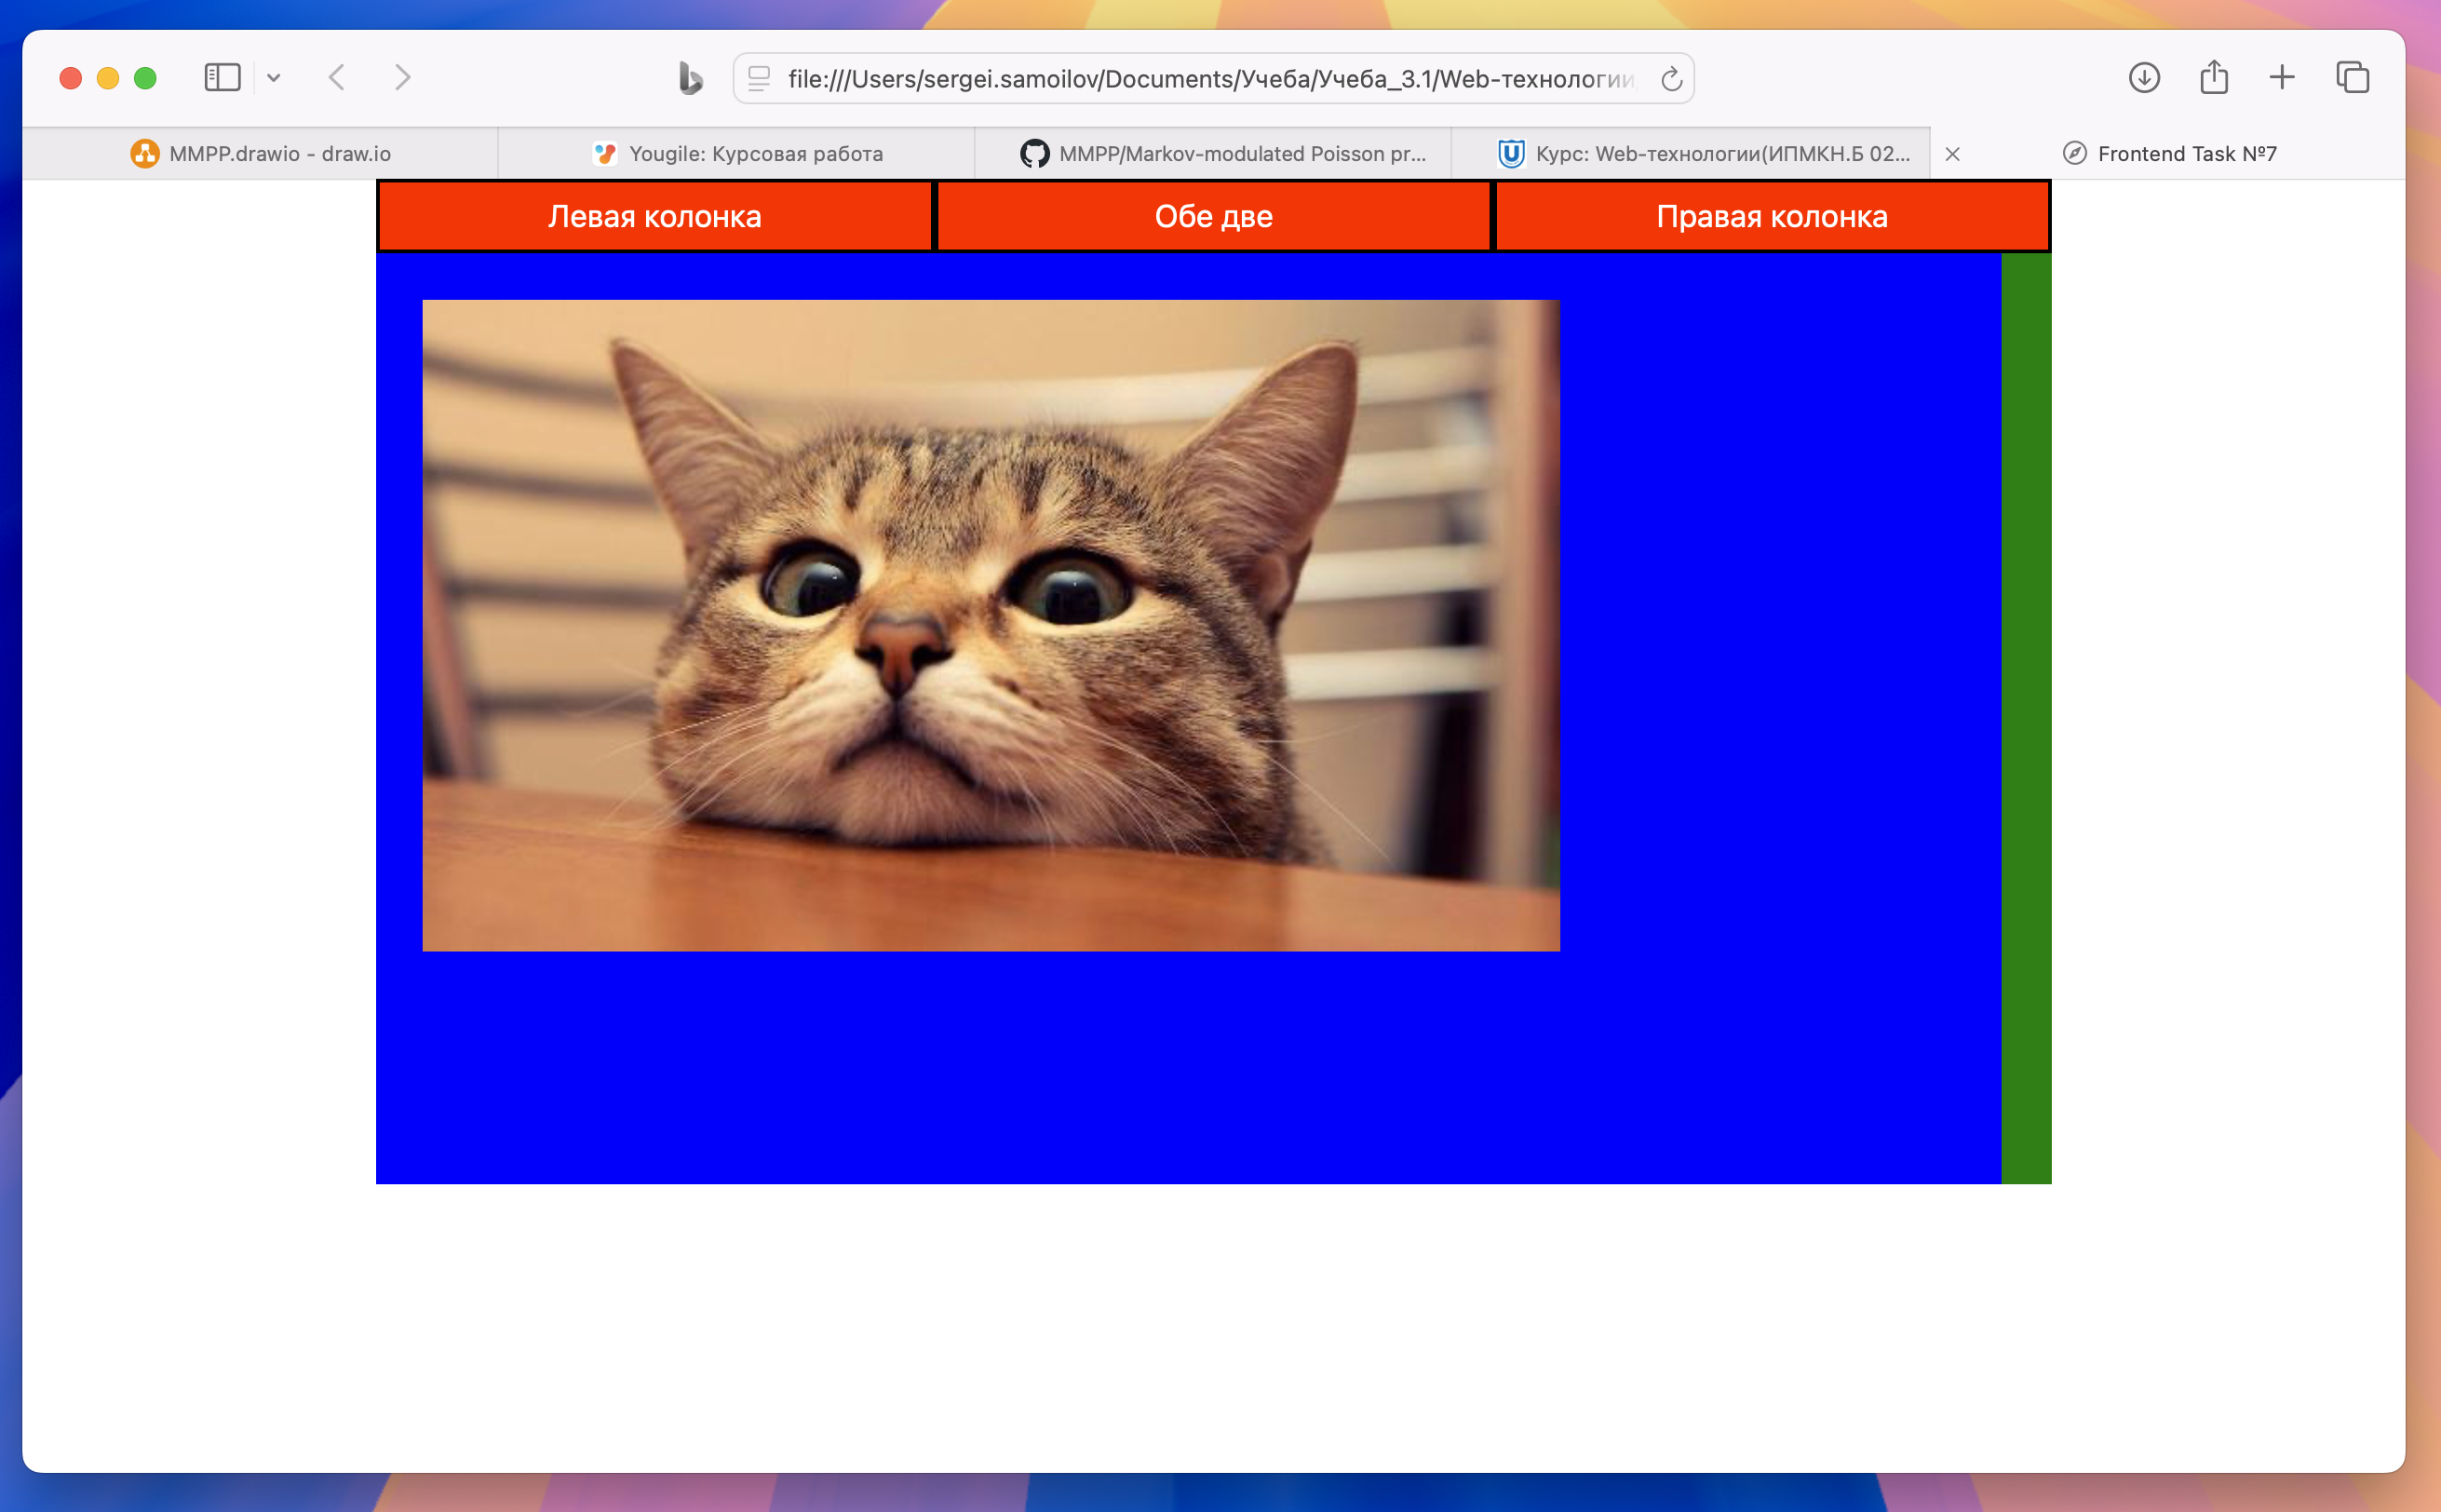 file:///Users/sergei.samoilov/Documents/Учеба/Учеба_3.1/Web-технологии
MMPP.drawio - draw.io
Yougile: Курсовая работа
MMPP/Markov-modulated Poisson pr...
Курс: Web-технологии(ИПМКН.Б 02...
Frontend Task №7
Левая колонка
Обе две
Правая колонка